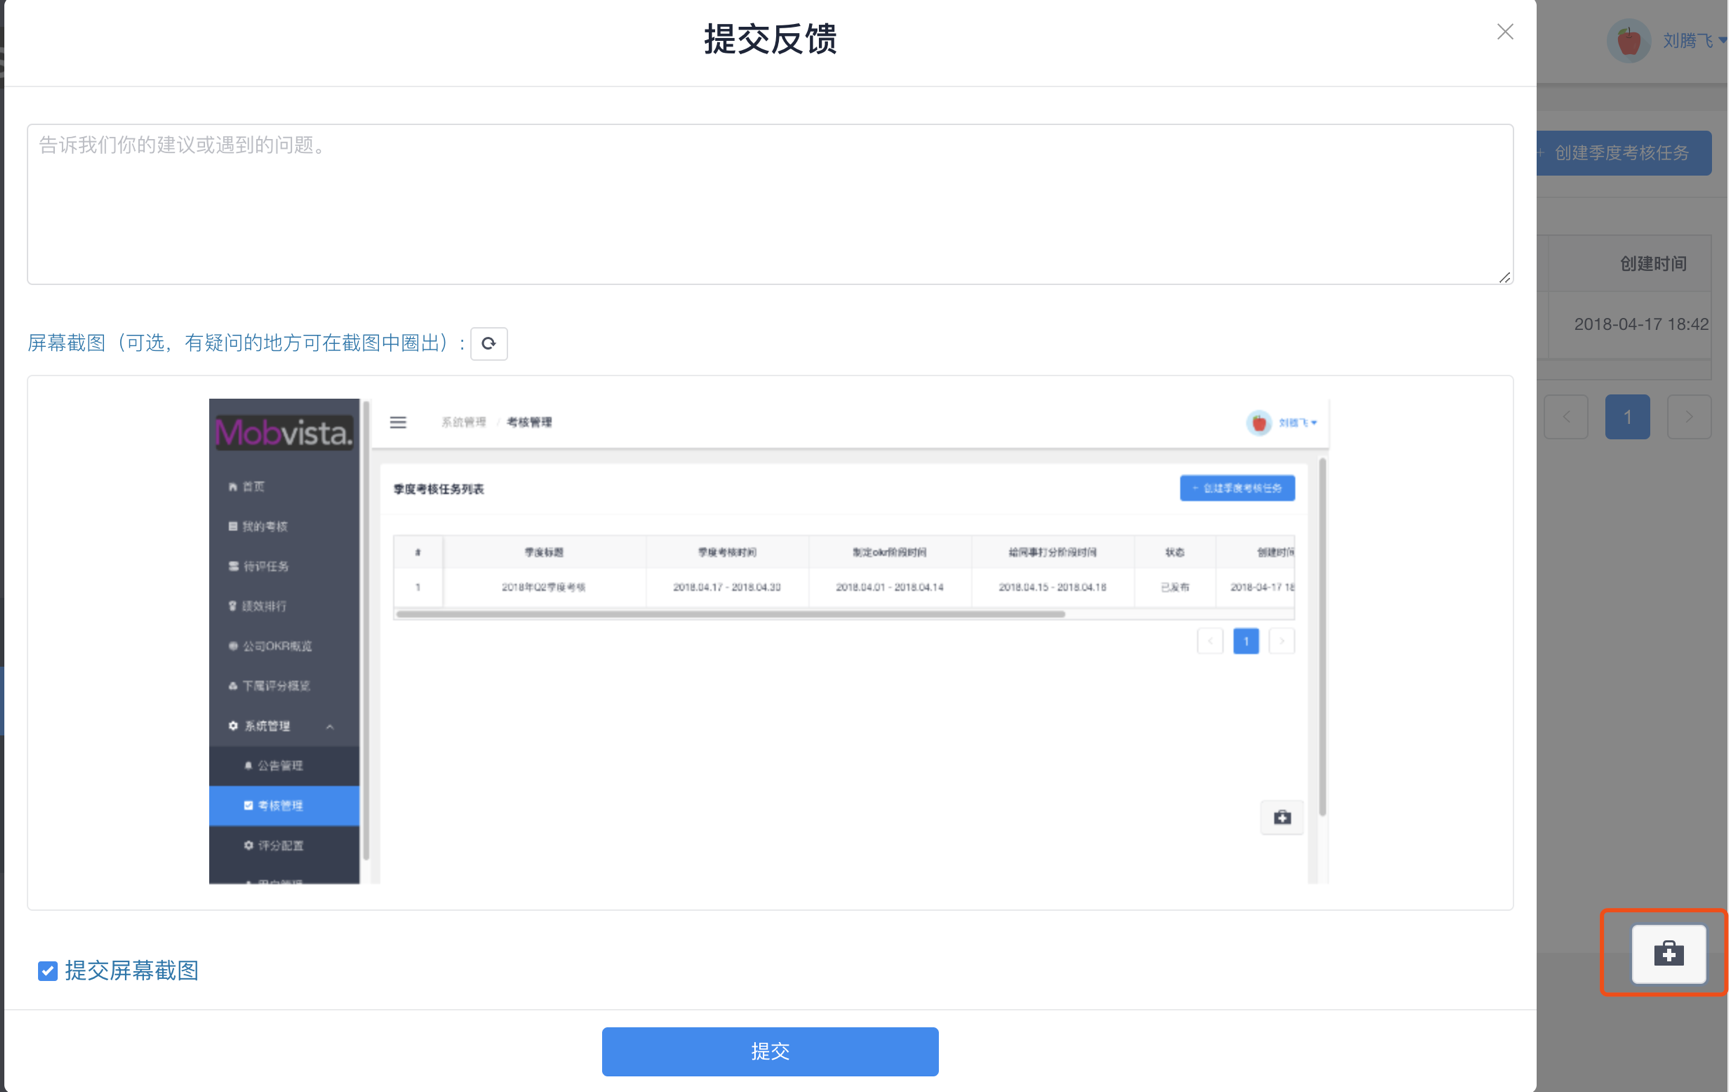 提交反馈
刘腾飞
告诉我们你的建议或遇到的问题。
+ 创建季度考核任务
创建时间
2018-04-17 18:42
1
屏幕截图（可选，有疑问的地方可在截图中圈出）:
Mobvista.
系统管理 / 考核管理
刘腾飞
首页
季度考核任务列表
创建季度考核任务
我的考核
# 季度标题 季度考核时间 制定okr阶段时间 给同事打分阶段时间 状态 创建时间
待评任务
1 2018年Q2季度考核 2018.04.17 - 2018.04.30 2018.04.01 - 2018.04.14 2018.04.15 - 2018.04.16 已发布 2018-04-17 18
绩效排行
公司OKR概览
1
下属评分概览
系统管理
公告管理
考核管理
评分配置
提交屏幕截图
提交